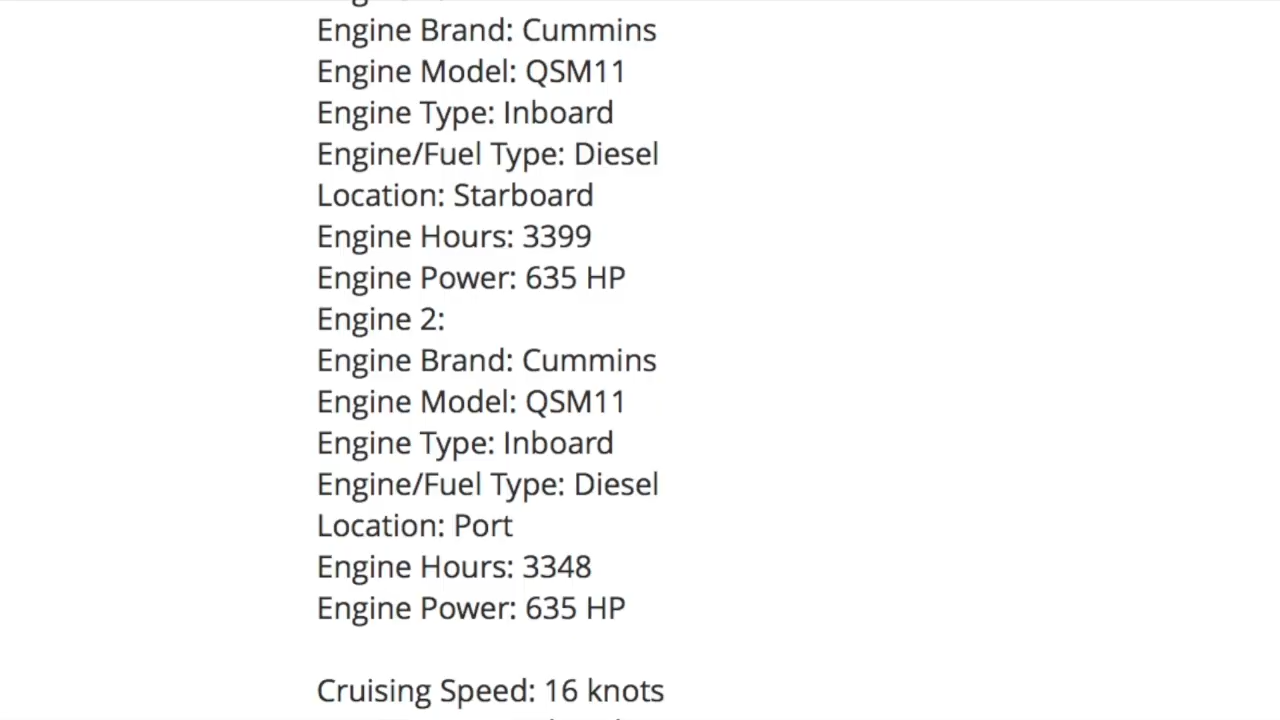 Engine Brand: Cummins
Engine Model: QSM11
Engine Type: Inboard
Engine/Fuel Type: Diesel
Location: Starboard
Engine Hours: 3399
Engine Power: 635 HP
Engine 2:
Engine Brand: Cummins
Engine Model: QSM11
Engine Type: Inboard
Engine/Fuel Type: Diesel
Location: Port
Engine Hours: 3348
Engine Power: 635 HP
Cruising Speed: 16 knots